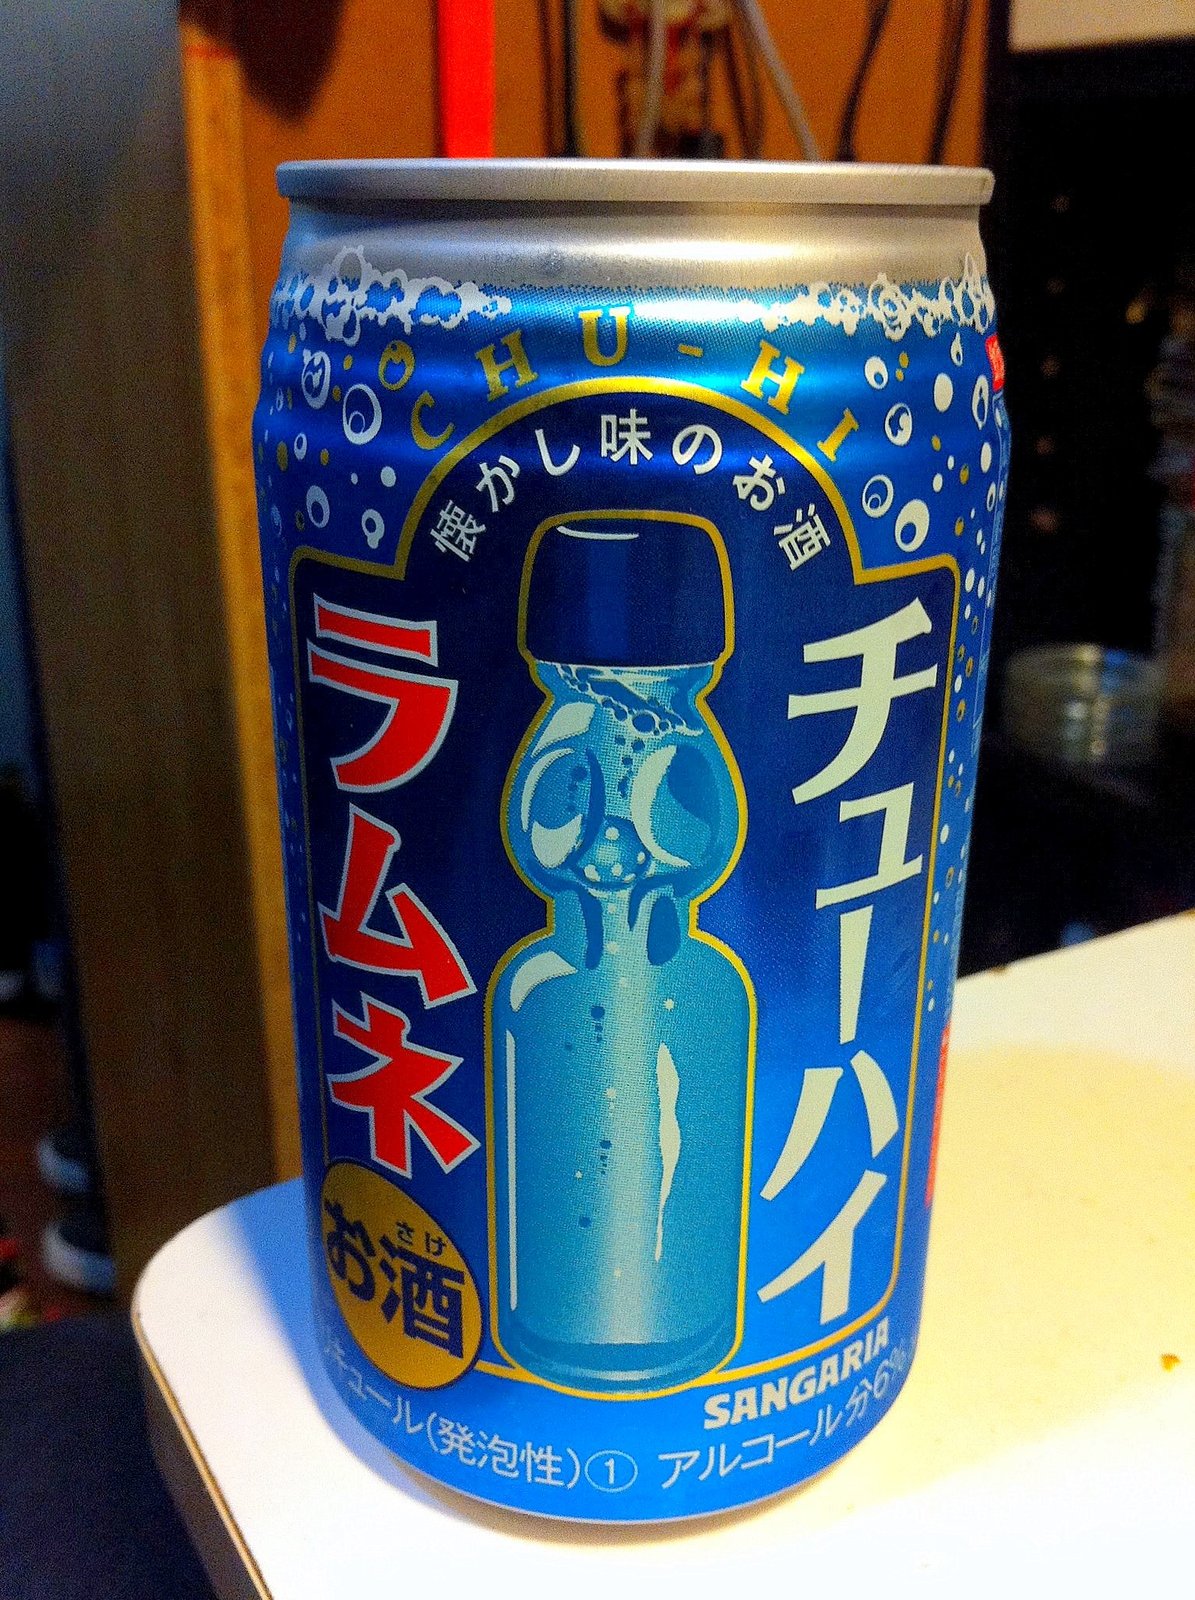 CHU-HI
懐かし味のお酒
ラムネ
チューハイ
さけ
お酒
SANGARIA
キュール(発泡性)① アルコール分6%